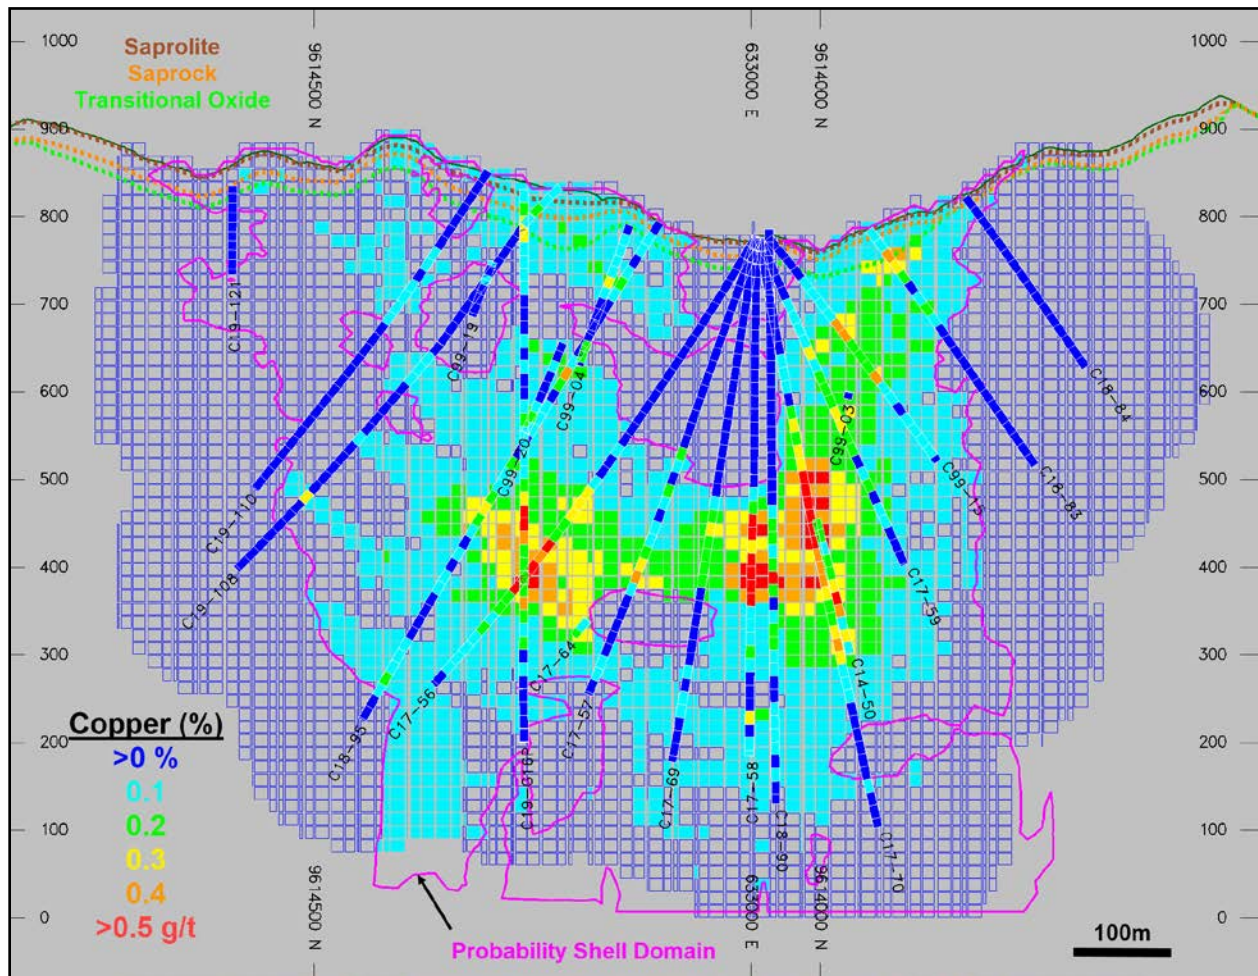 1000
1000
Saprolite
Saprock
Transitional Oxide
9614500 N
633000 E
9614000 N
900
900
800
800
700
700
600
600
500
500
400
400
300
300
200
200
100
100
0
0
C19-121
C99-19
C99-04
C99-20
C99-03
C99-15
C18-84
C18-83
C19-110
C19-108
C17-59
C17-64
C17-56
C17-57
C14-50
C18-95
C17-69
C17-58
C18-90
C17-70
Copper (%)
>0 %
0.1
0.2
0.3
0.4
>0.5 g/t
9614500 N
633000 E
9614000 N
Probability Shell Domain
100m